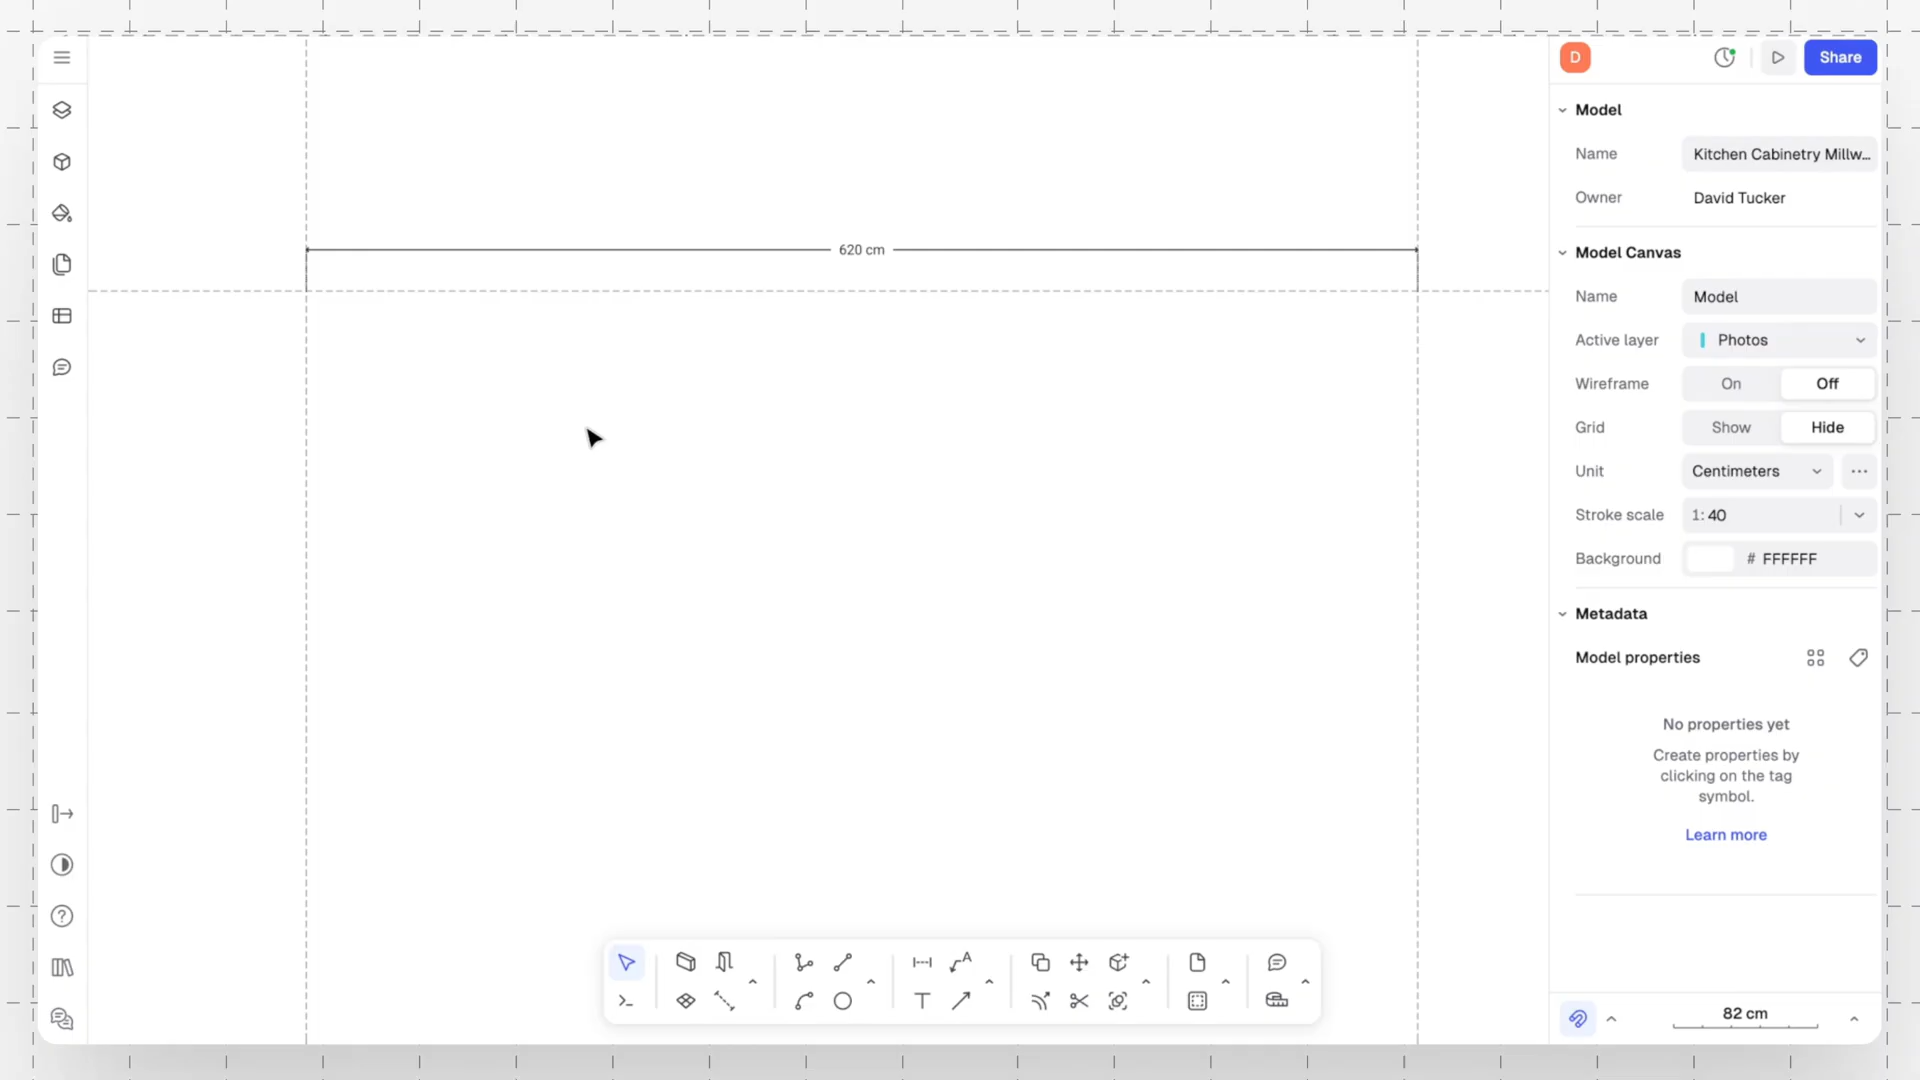 D
Share
Model
Name Kitchen Cabinetry Millw...
Owner David Tucker
620 cm
Model Canvas
Name Model
Active layer Photos
Wireframe On Off
Grid Show Hide
Unit Centimeters
Stroke scale 1: 40
Background # FFFFFF
Metadata
Model properties
No properties yet
Create properties by
clicking on the tag
symbol.
Learn more
82 cm